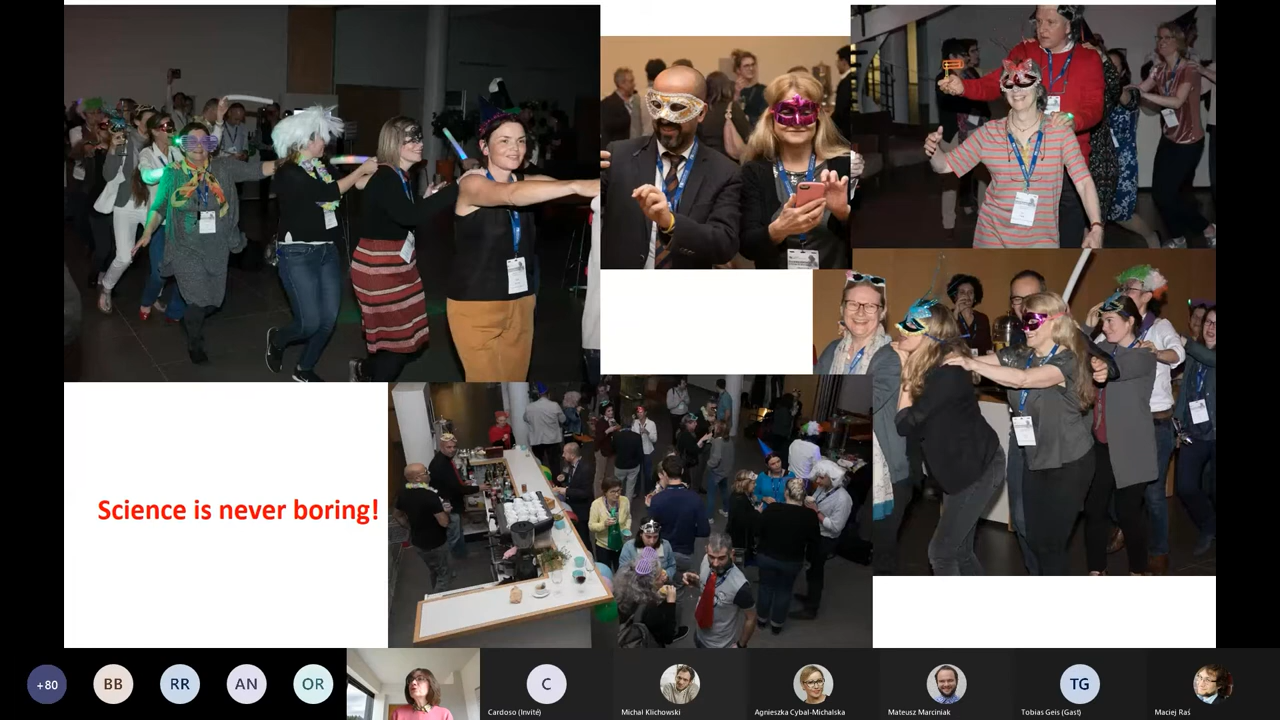 Science is never boring!
+80
BB
RR
AN
OR
C
TG
Cardoso (Invité)
Michał Klichowski
Agnieszka Cybal-Michalska
Mateusz Marciniak
Tobias Geis (Gast)
Maciej Raś